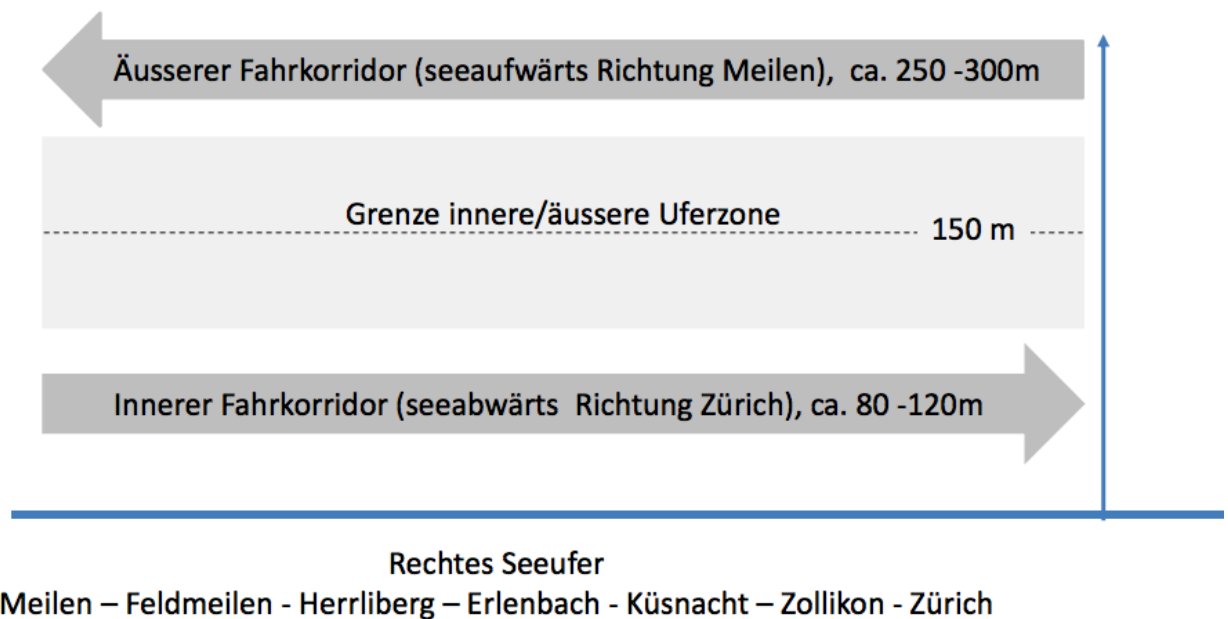 Äusserer Fahrkorridor (seeaufwärts Richtung Meilen), ca. 250 -300m
Grenze innere/äussere Uferzone
150 m
Innerer Fahrkorridor (seeabwärts Richtung Zürich), ca. 80 -120m
Rechtes Seeufer
Meilen – Feldmeilen - Herrliberg – Erlenbach - Küsnacht – Zollikon - Zürich